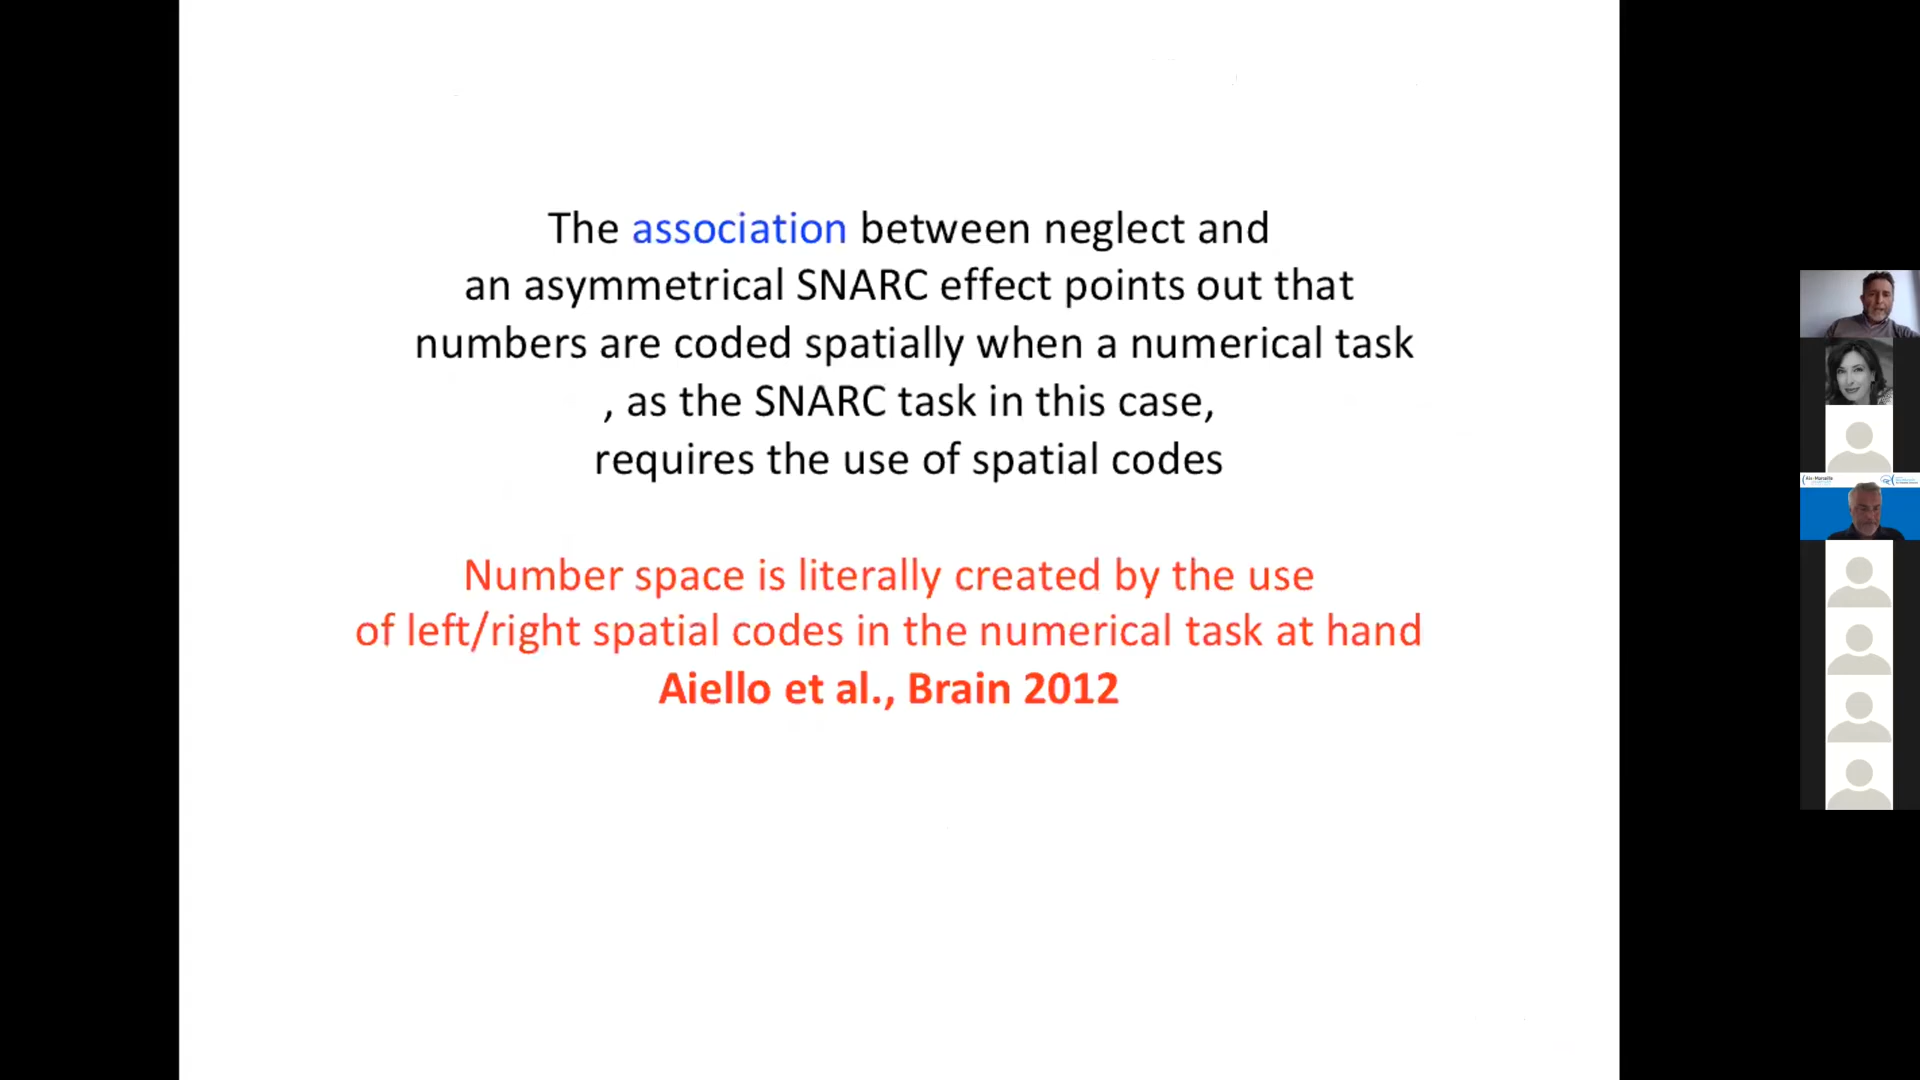 The association between neglect and
an asymmetrical SNARC effect points out that
numbers are coded spatially when a numerical task
, as the SNARC task in this case,
requires the use of spatial codes
Number space is literally created by the use
of left/right spatial codes in the numerical task at hand
Aiello et al., Brain 2012